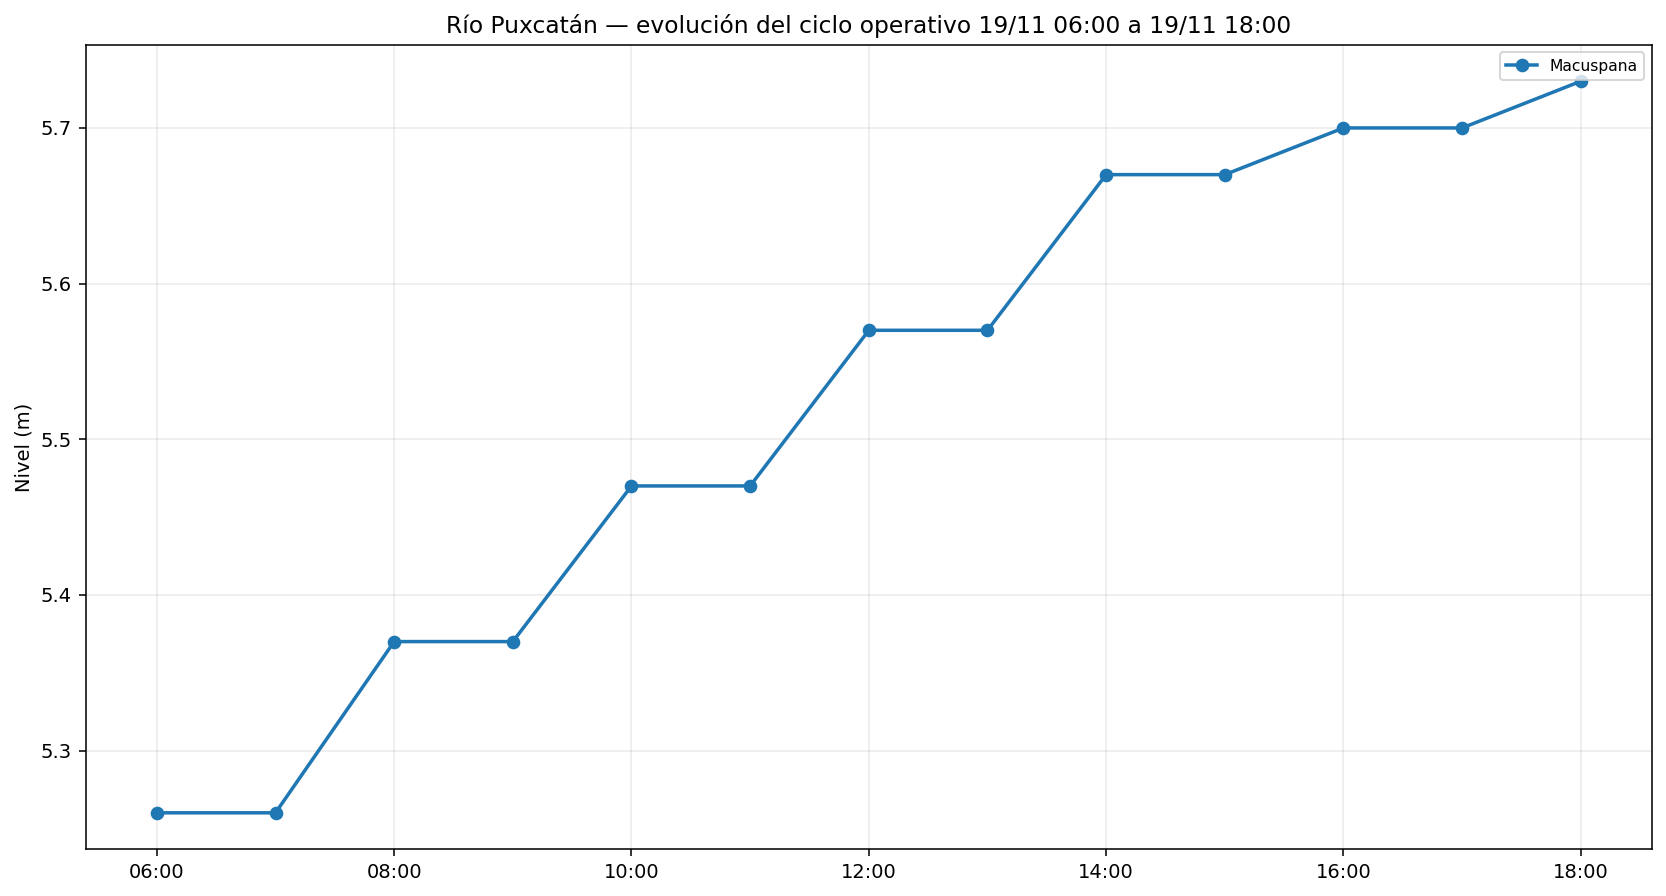 Río Puxcatán — evolución del ciclo operativo 19/11 06:00 a 19/11 18:00
Macuspana
5.7
5.6
5.5
5.4
5.3
Nivel (m)
06:00 08:00 10:00 12:00 14:00 16:00 18:00